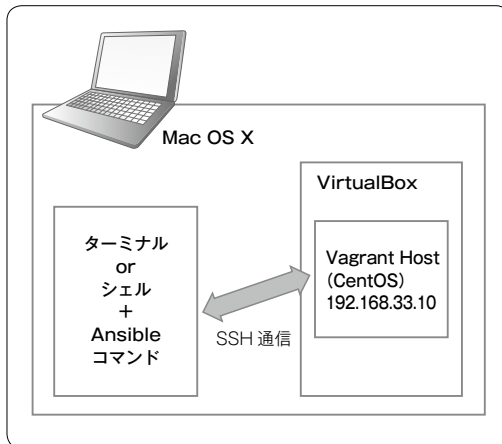 Mac OS X
ターミナル
or
シェル
+
Ansible
コマンド
SSH 通信
VirtualBox
Vagrant Host
(CentOS)
192.168.33.10